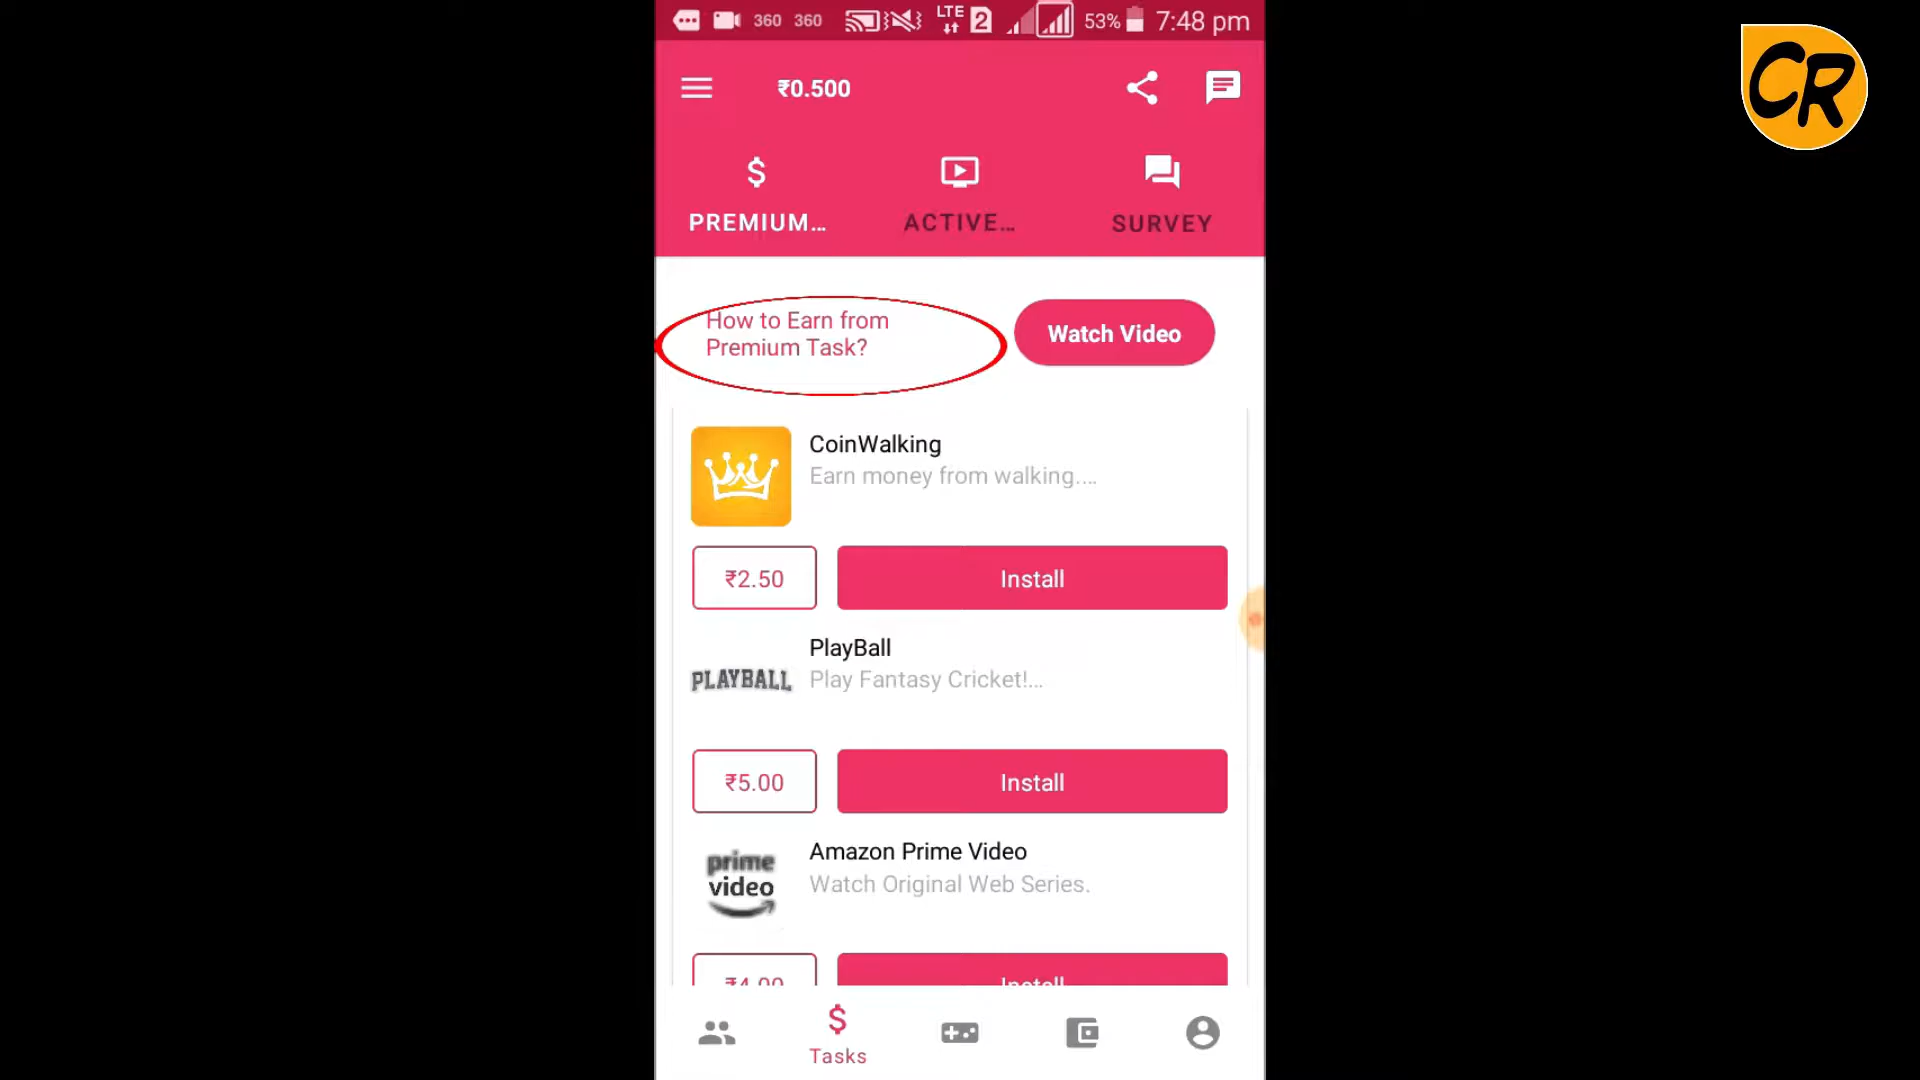 360 360 LTE 2 53% 7:48 pm
CR
₹0.500
PREMIUM... ACTIVE... SURVEY
How to Earn from
Premium Task?
Watch Video
CoinWalking
Earn money from walking....
₹2.50 Install
PlayBall
PLAYBALL Play Fantasy Cricket!...
₹5.00 Install
Amazon Prime Video
prime
video
Watch Original Web Series.
₹4.00 Install
Tasks